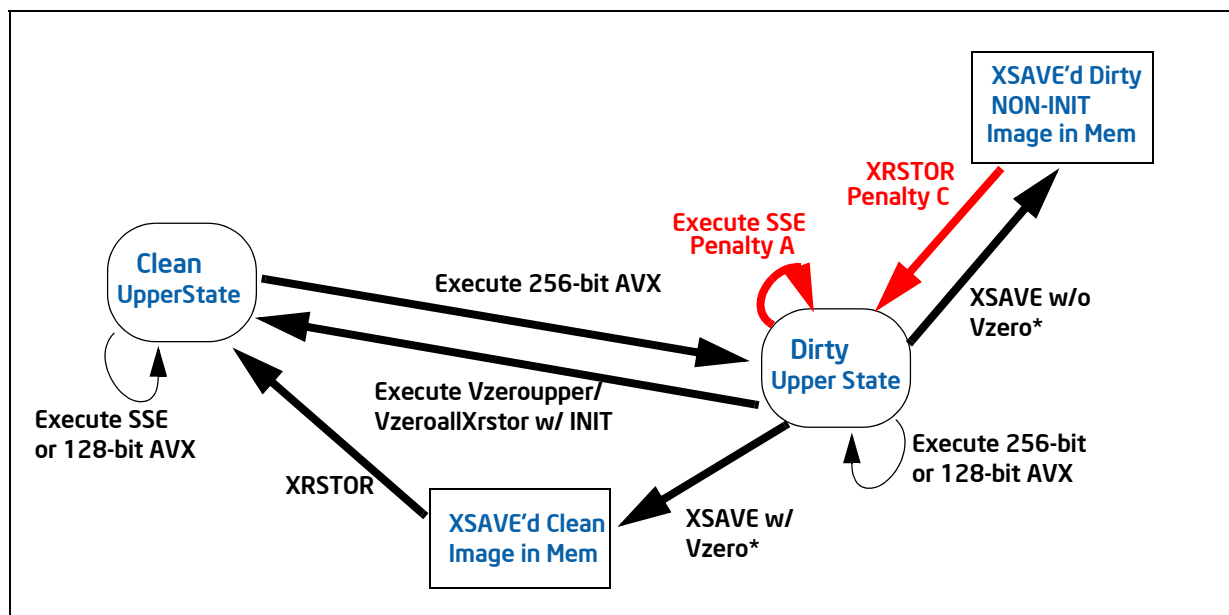 XSAVE'd Dirty
NON-INIT
Image in Mem
XRSTOR
Penalty C
Execute SSE
Penalty A
Clean
UpperState
Execute 256-bit AVX
XSAVE w/o
Vzero*
Dirty
Upper State
Execute Vzeroupper/
VzeroallXrstor w/ INIT
Execute SSE
or 128-bit AVX
Execute 256-bit
or 128-bit AVX
XRSTOR
XSAVE'd Clean
Image in Mem
XSAVE w/
Vzero*